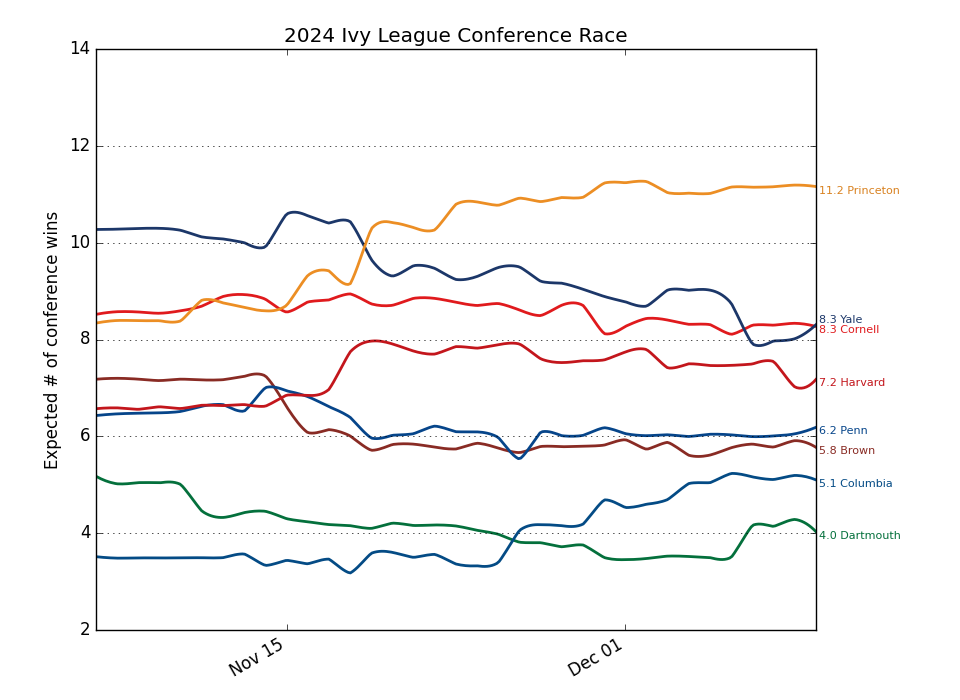 2024 Ivy League Conference Race
Expected # of conference wins
14
12
10
8
6
4
2
11.2 Princeton
8.3 Yale
8.3 Cornell
7.2 Harvard
6.2 Penn
5.8 Brown
5.1 Columbia
4.0 Dartmouth
Nov 15
Dec 01